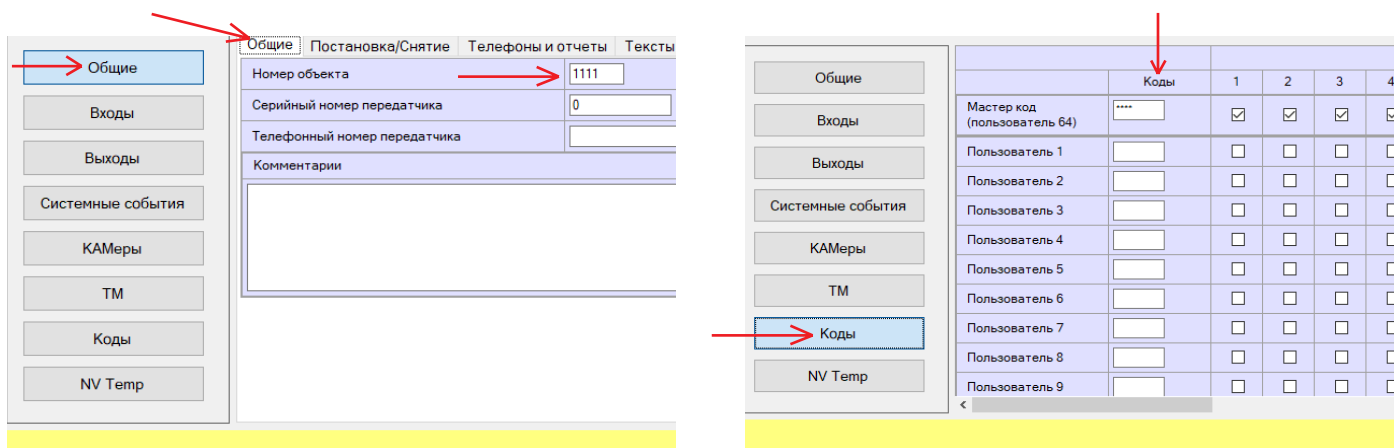 Общие
Входы
Выходы
Системные события
КАМеры
ТМ
Коды
NV Temp
Общие Постановка/Снятие Телефоны и отчеты Тексты
Номер объекта 1111
Серийный номер передатчика 0
Телефонный номер передатчика
Комментарии
Общие
Входы
Выходы
Системные события
КАМеры
ТМ
Коды
NV Temp
Коды 1 2 3 4
Мастер код
(пользователь 64) ****
Пользователь 1
Пользователь 2
Пользователь 3
Пользователь 4
Пользователь 5
Пользователь 6
Пользователь 7
Пользователь 8
Пользователь 9